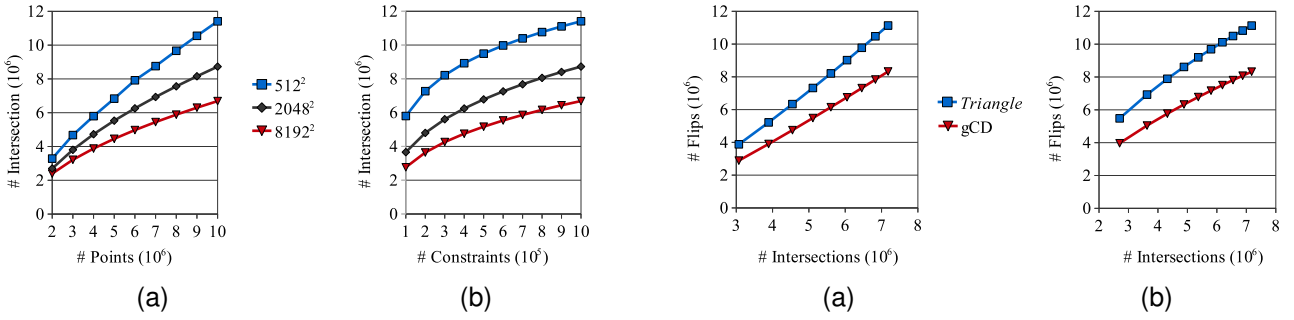 # Intersection (10⁶)
12
10
8
6
4
2
0
2 3 4 5 6 7 8 9 10
# Points (10⁶)
(a)
512²
2048²
8192²
# Intersection (10⁶)
12
10
8
6
4
2
0
1 2 3 4 5 6 7 8 9 10
# Constraints (10⁵)
(b)
# Flips (10⁶)
12
10
8
6
4
2
0
3 4 5 6 7 8
# Intersections (10⁶)
(a)
Triangle
gCD
# Flips (10⁶)
12
10
8
6
4
2
0
2 3 4 5 6 7 8
# Intersections (10⁶)
(b)